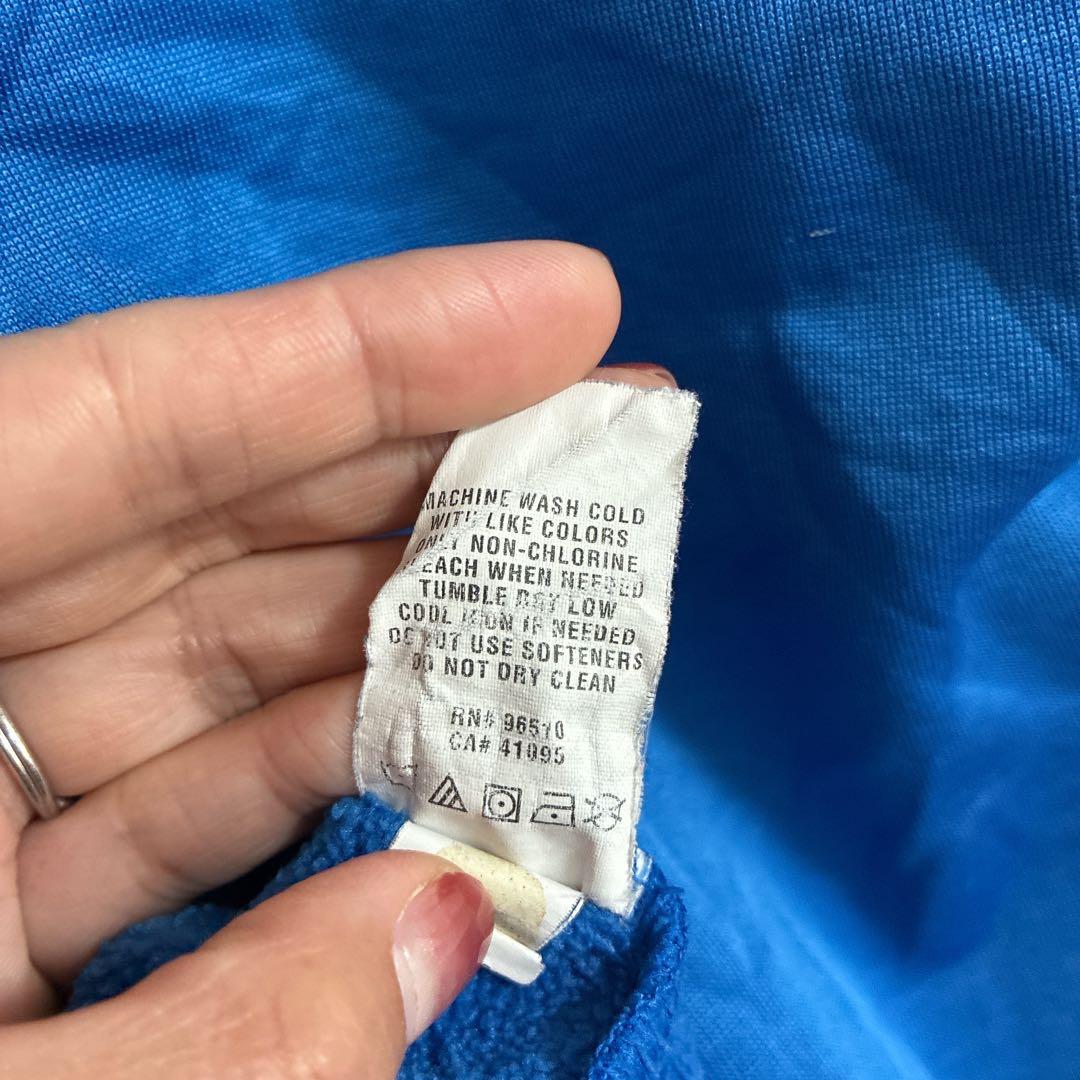 MACHINE WASH COLD
WITH LIKE COLORS
ONLY NON-CHLORINE
BLEACH WHEN NEEDED
TUMBLE DRY LOW
COOL IRON IF NEEDED
DO NOT USE SOFTENERS
DO NOT DRY CLEAN
RN# 96510
CA# 41095